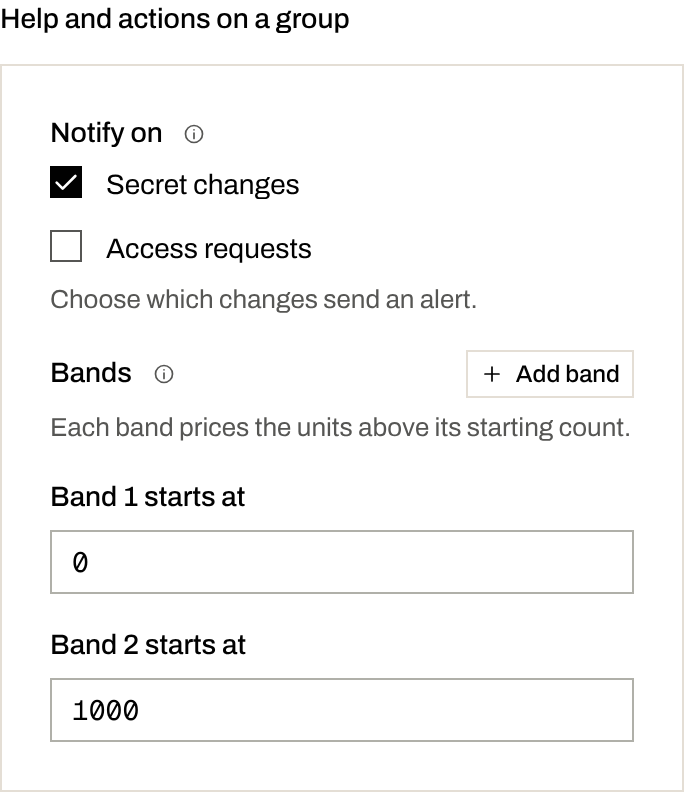 Help and actions on a group
Notify on
Secret changes
Access requests
Choose which changes send an alert.
Bands
+ Add band
Each band prices the units above its starting count.
Band 1 starts at
0
Band 2 starts at
1000